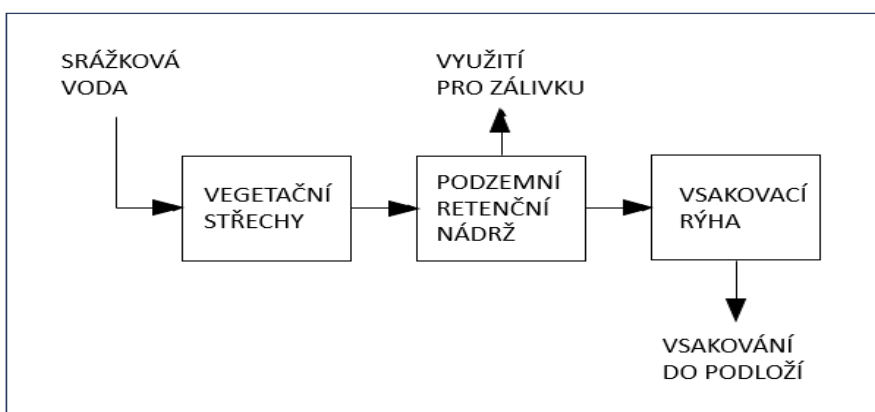 SRÁŽKOVÁ
VODA
VYUŽITÍ
PRO ZÁLIVKU
VEGETAČNÍ
STŘECHY
PODZEMNÍ
RETENČNÍ
NÁDRŽ
VSAKOVACÍ
RÝHA
VSAKOVÁNÍ
DO PODLOŽÍ